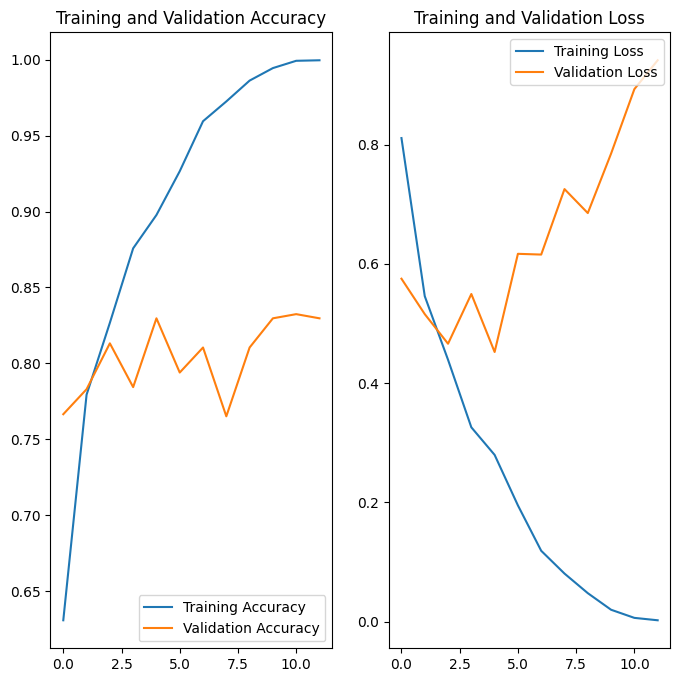 Training and Validation Accuracy
1.00
0.95
0.90
0.85
0.80
0.75
0.70
0.65
Training Accuracy
Validation Accuracy
0.0 2.5 5.0 7.5 10.0
Training and Validation Loss
Training Loss
Validation Loss
0.8
0.6
0.4
0.2
0.0
0.0 2.5 5.0 7.5 10.0